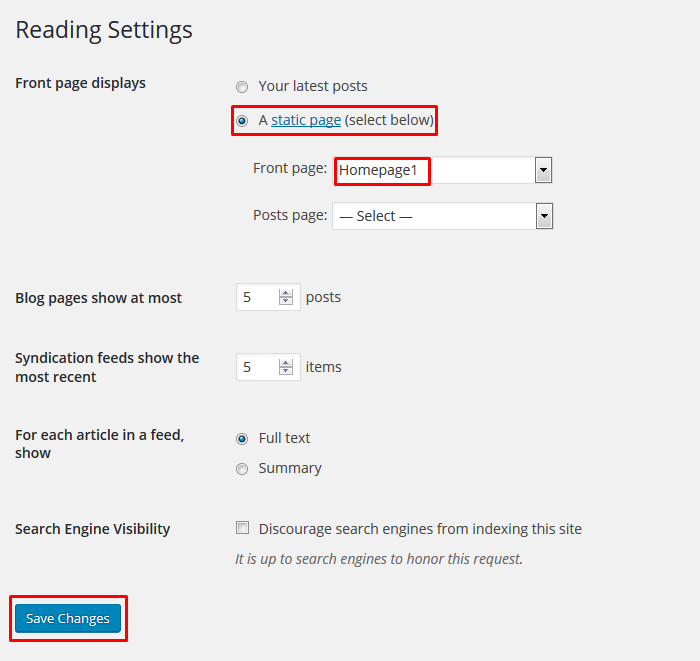 Reading Settings
Front page displays
Your latest posts
A static page (select below)
Front page: Homepage1
Posts page: — Select —
Blog pages show at most 5 posts
Syndication feeds show the
most recent
5 items
For each article in a feed,
show
Full text
Summary
Search Engine Visibility
Discourage search engines from indexing this site
It is up to search engines to honor this request.
Save Changes